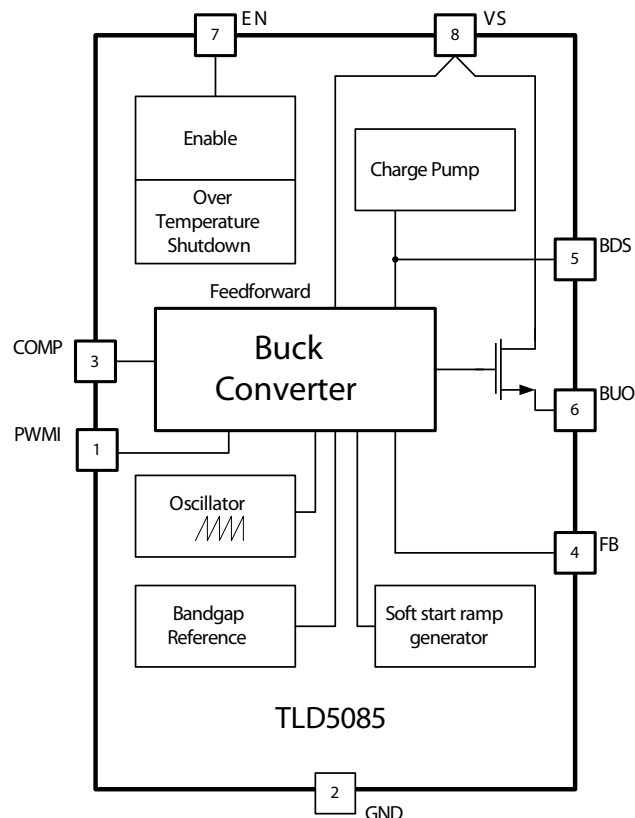 EN
VS
7
8
Enable
Over
Temperature
Shutdown
Charge Pump
BDS
5
Feedforward
COMP
3
Buck
Converter
BUO
6
PWMI
1
Oscillator
FB
4
Bandgap
Reference
Soft start ramp
generator
TLD5085
2
GND